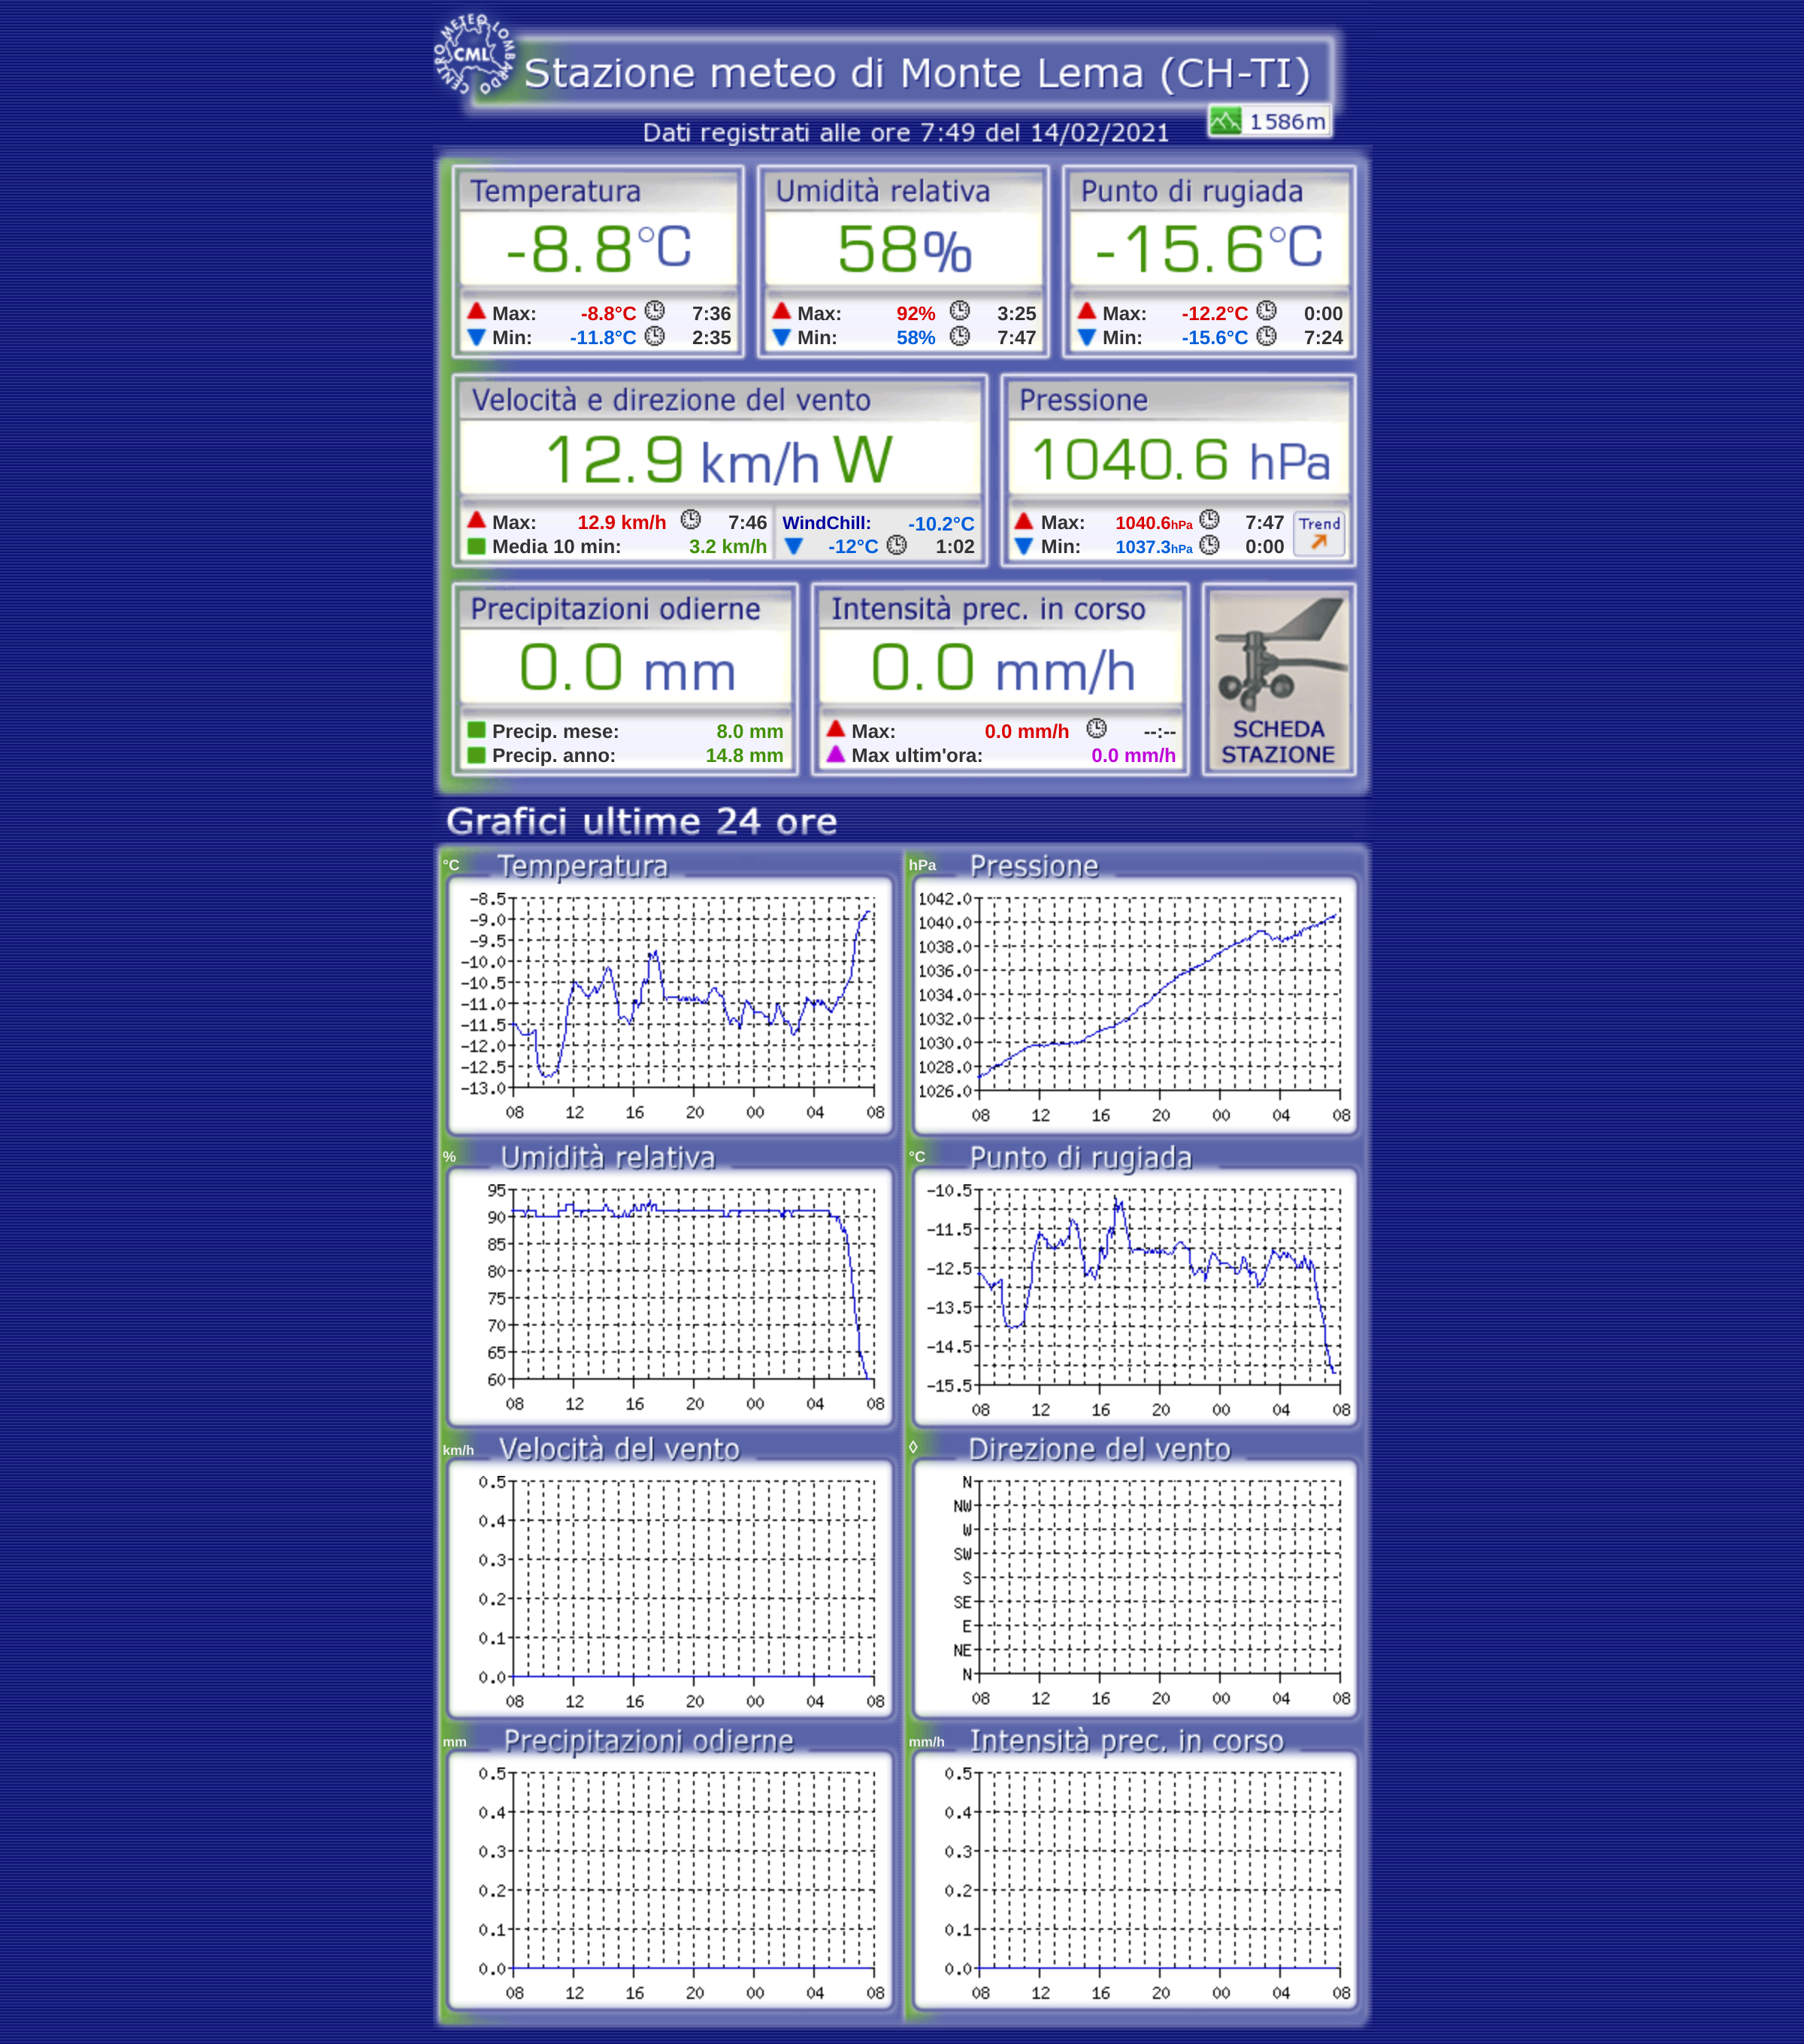 CENTRO METEO LOMBARDO
CML
Stazione meteo di Monte Lema (CH-TI)
1586m
Dati registrati alle ore 7:49 del 14/02/2021
Temperatura
-8.8°C
Max: -8.8°C 7:36
Min: -11.8°C 2:35
Umidità relativa
58%
Max: 92% 3:25
Min: 58% 7:47
Punto di rugiada
-15.6°C
Max: -12.2°C 0:00
Min: -15.6°C 7:24
Velocità e direzione del vento
12.9 km/h W
Max: 12.9 km/h 7:46
Media 10 min: 3.2 km/h
WindChill: -10.2°C
-12°C 1:02
Pressione
1040.6 hPa
Max: 1040.6hPa 7:47
Min: 1037.3hPa 0:00
Trend
Precipitazioni odierne
0.0 mm
Precip. mese: 8.0 mm
Precip. anno: 14.8 mm
Intensità prec. in corso
0.0 mm/h
Max: 0.0 mm/h --:--
Max ultim'ora: 0.0 mm/h
SCHEDA
STAZIONE
Grafici ultime 24 ore
°C Temperatura
-8.5
-9.0
-9.5
-10.0
-10.5
-11.0
-11.5
-12.0
-12.5
-13.0
08 12 16 20 00 04 08
hPa Pressione
1042.0
1040.0
1038.0
1036.0
1034.0
1032.0
1030.0
1028.0
1026.0
08 12 16 20 00 04 08
% Umidità relativa
95
90
85
80
75
70
65
60
08 12 16 20 00 04 08
°C Punto di rugiada
-10.5
-11.5
-12.5
-13.5
-14.5
-15.5
08 12 16 20 00 04 08
km/h Velocità del vento
0.5
0.4
0.3
0.2
0.1
0.0
08 12 16 20 00 04 08
◊ Direzione del vento
N
NW
W
SW
S
SE
E
NE
N
08 12 16 20 00 04 08
mm Precipitazioni odierne
0.5
0.4
0.3
0.2
0.1
0.0
08 12 16 20 00 04 08
mm/h Intensità prec. in corso
0.5
0.4
0.3
0.2
0.1
0.0
08 12 16 20 00 04 08